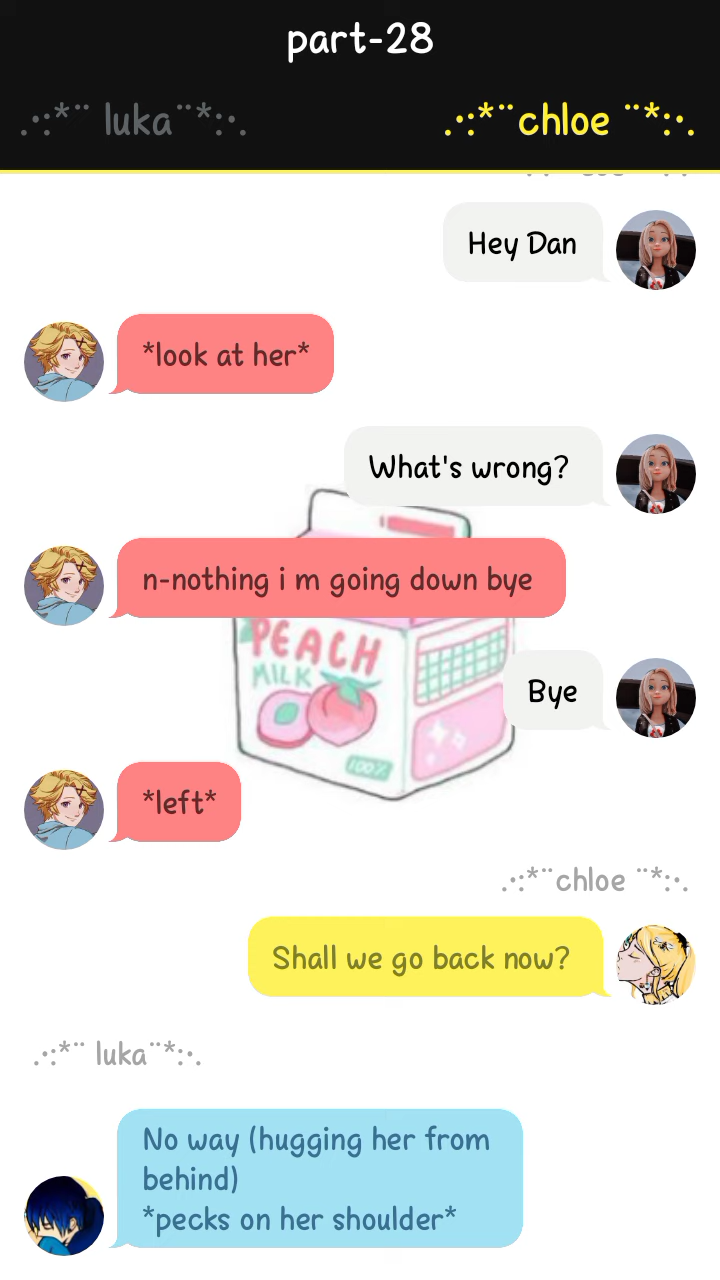 part-28
.·:*¨ luka¨*:·.
.·:*¨chloe ¨*:·.
Hey Dan
*look at her*
What's wrong?
n-nothing i m going down bye
PEACH
MILK
100%
Bye
*left*
.·:*¨chloe ¨*:·.
Shall we go back now?
.·:*¨ luka¨*:·.
No way (hugging her from
behind)
*pecks on her shoulder*